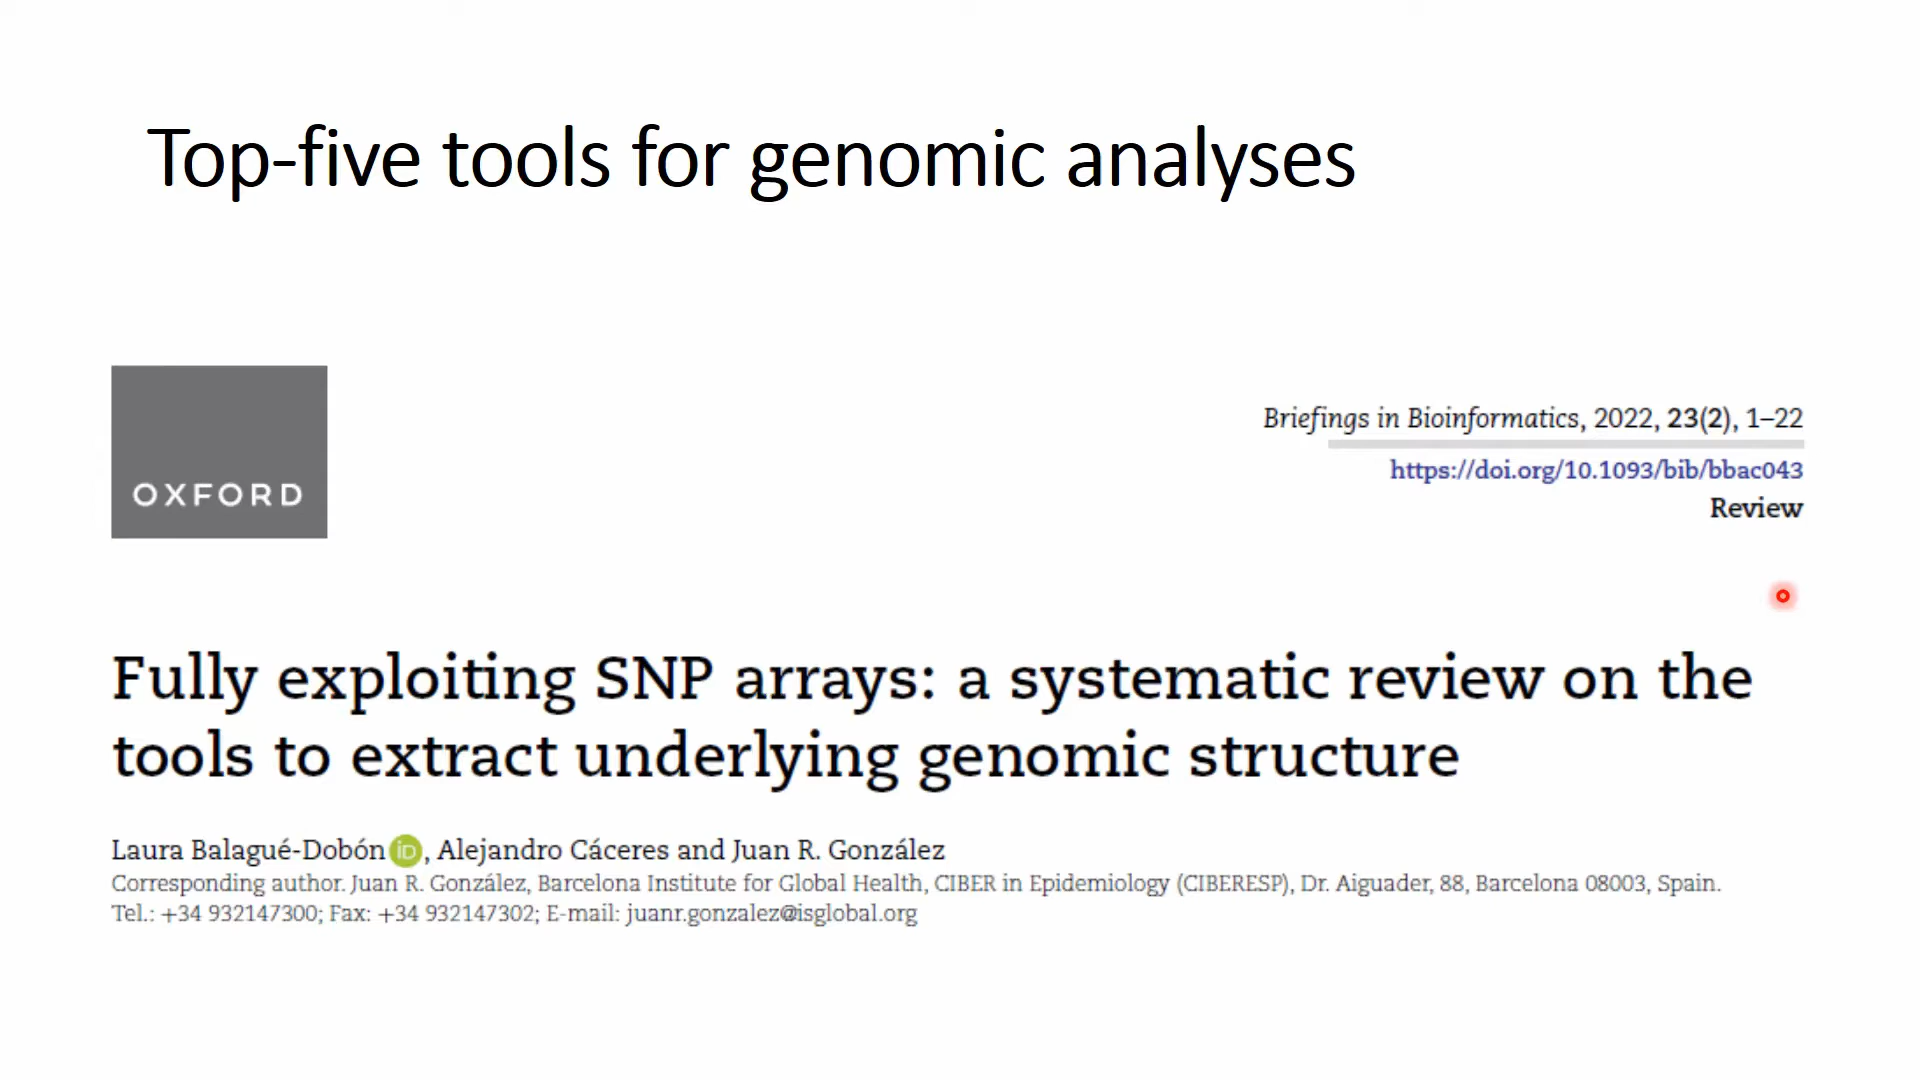 Top-five tools for genomic analyses
OXFORD
Briefings in Bioinformatics, 2022, 23(2), 1–22
https://doi.org/10.1093/bib/bbac043
Review
Fully exploiting SNP arrays: a systematic review on the
tools to extract underlying genomic structure
Laura Balagué-Dobón iD, Alejandro Cáceres and Juan R. González
Corresponding author. Juan R. González, Barcelona Institute for Global Health, CIBER in Epidemiology (CIBERESP), Dr. Aiguader, 88, Barcelona 08003, Spain.
Tel.: +34 932147300; Fax: +34 932147302; E-mail: juanr.gonzalez@isglobal.org